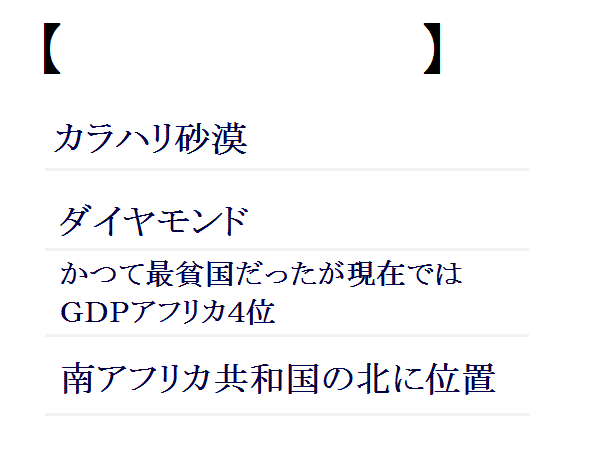 【　　　　　　　　】
カラハリ砂漠
ダイヤモンド
かつて最貧国だったが現在では
GDPアフリカ4位
南アフリカ共和国の北に位置